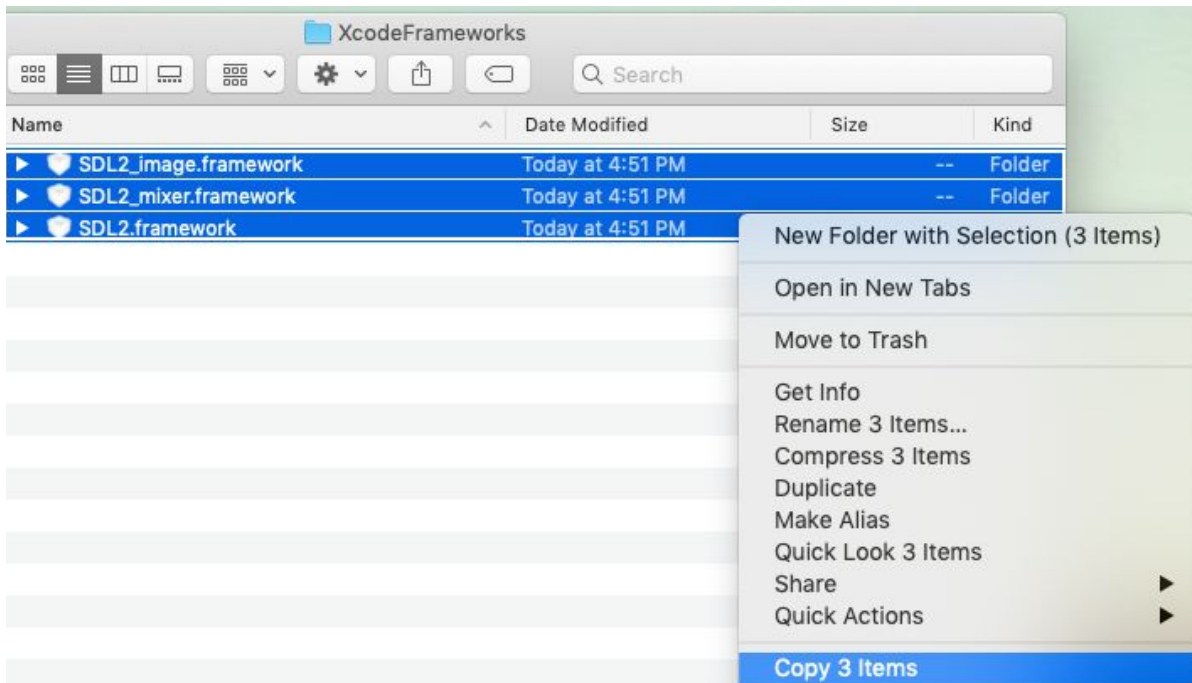 XcodeFrameworks
Search
Name Date Modified Size Kind
SDL2_image.framework Today at 4:51 PM -- Folder
SDL2_mixer.framework Today at 4:51 PM -- Folder
SDL2.framework Today at 4:51 PM
New Folder with Selection (3 Items)
Open in New Tabs
Move to Trash
Get Info
Rename 3 Items...
Compress 3 Items
Duplicate
Make Alias
Quick Look 3 Items
Share
Quick Actions
Copy 3 Items